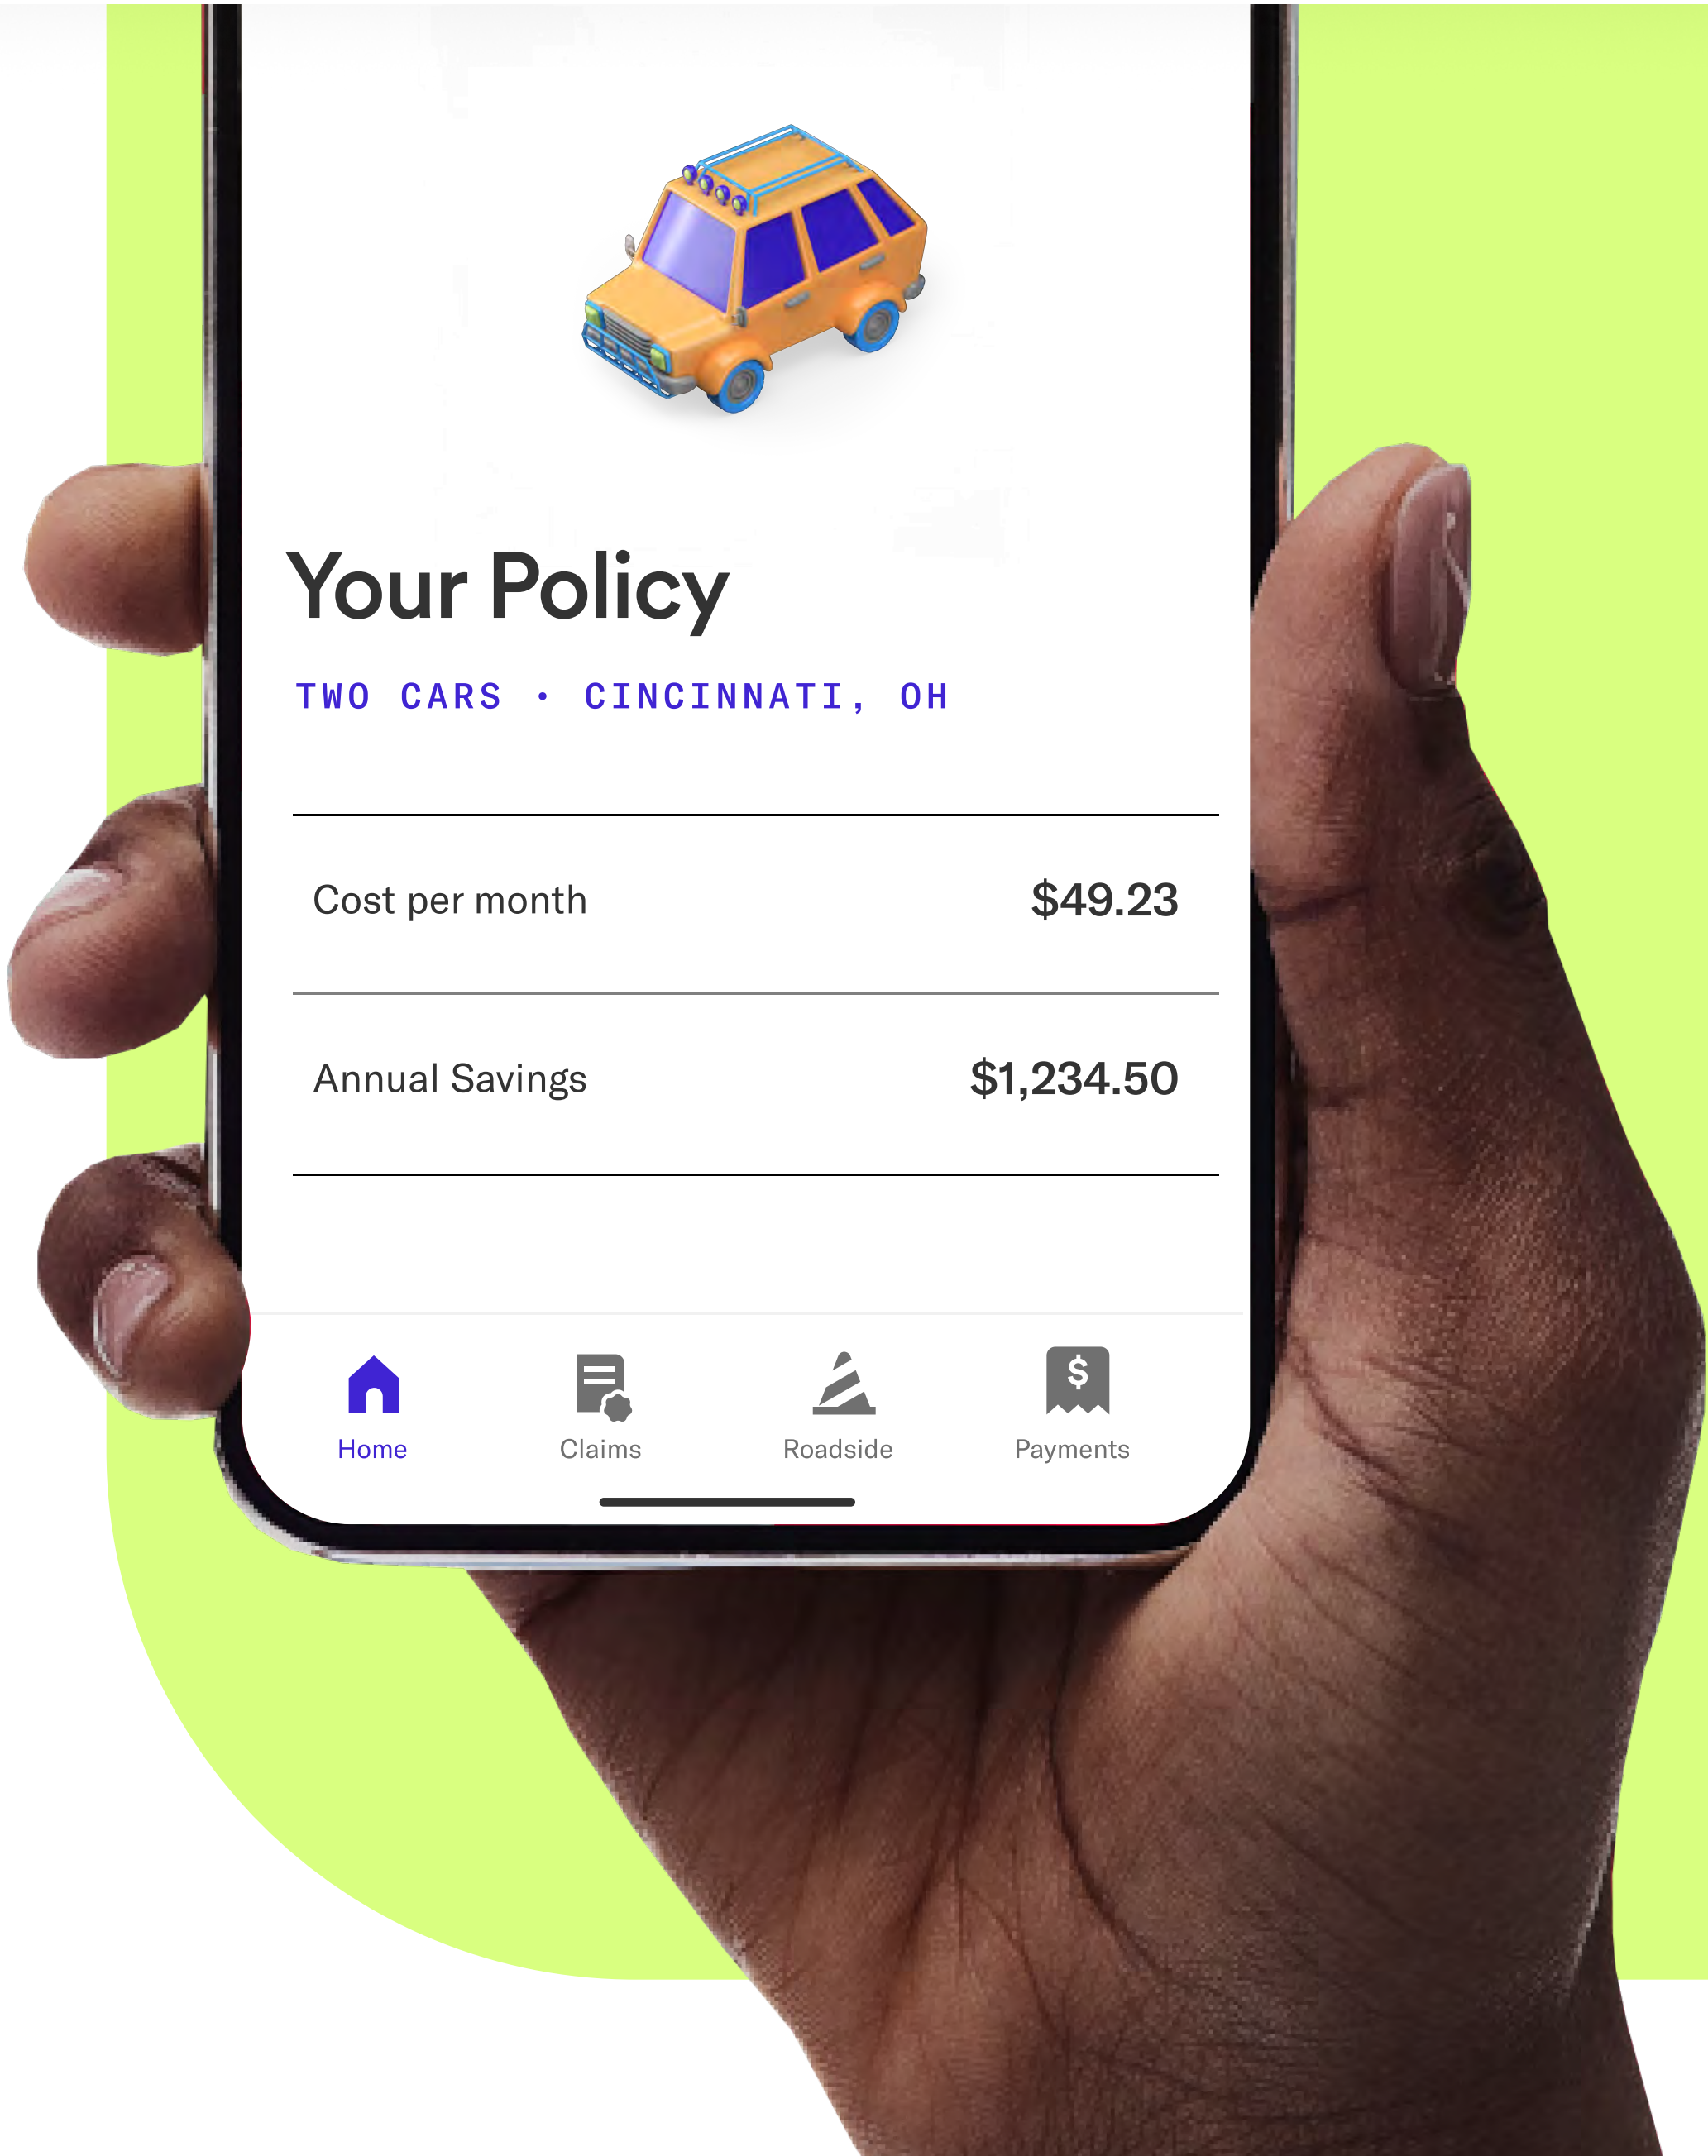 Your Policy
TWO CARS • CINCINNATI, OH
Cost per month $49.23
Annual Savings $1,234.50
$
Home Claims Roadside Payments